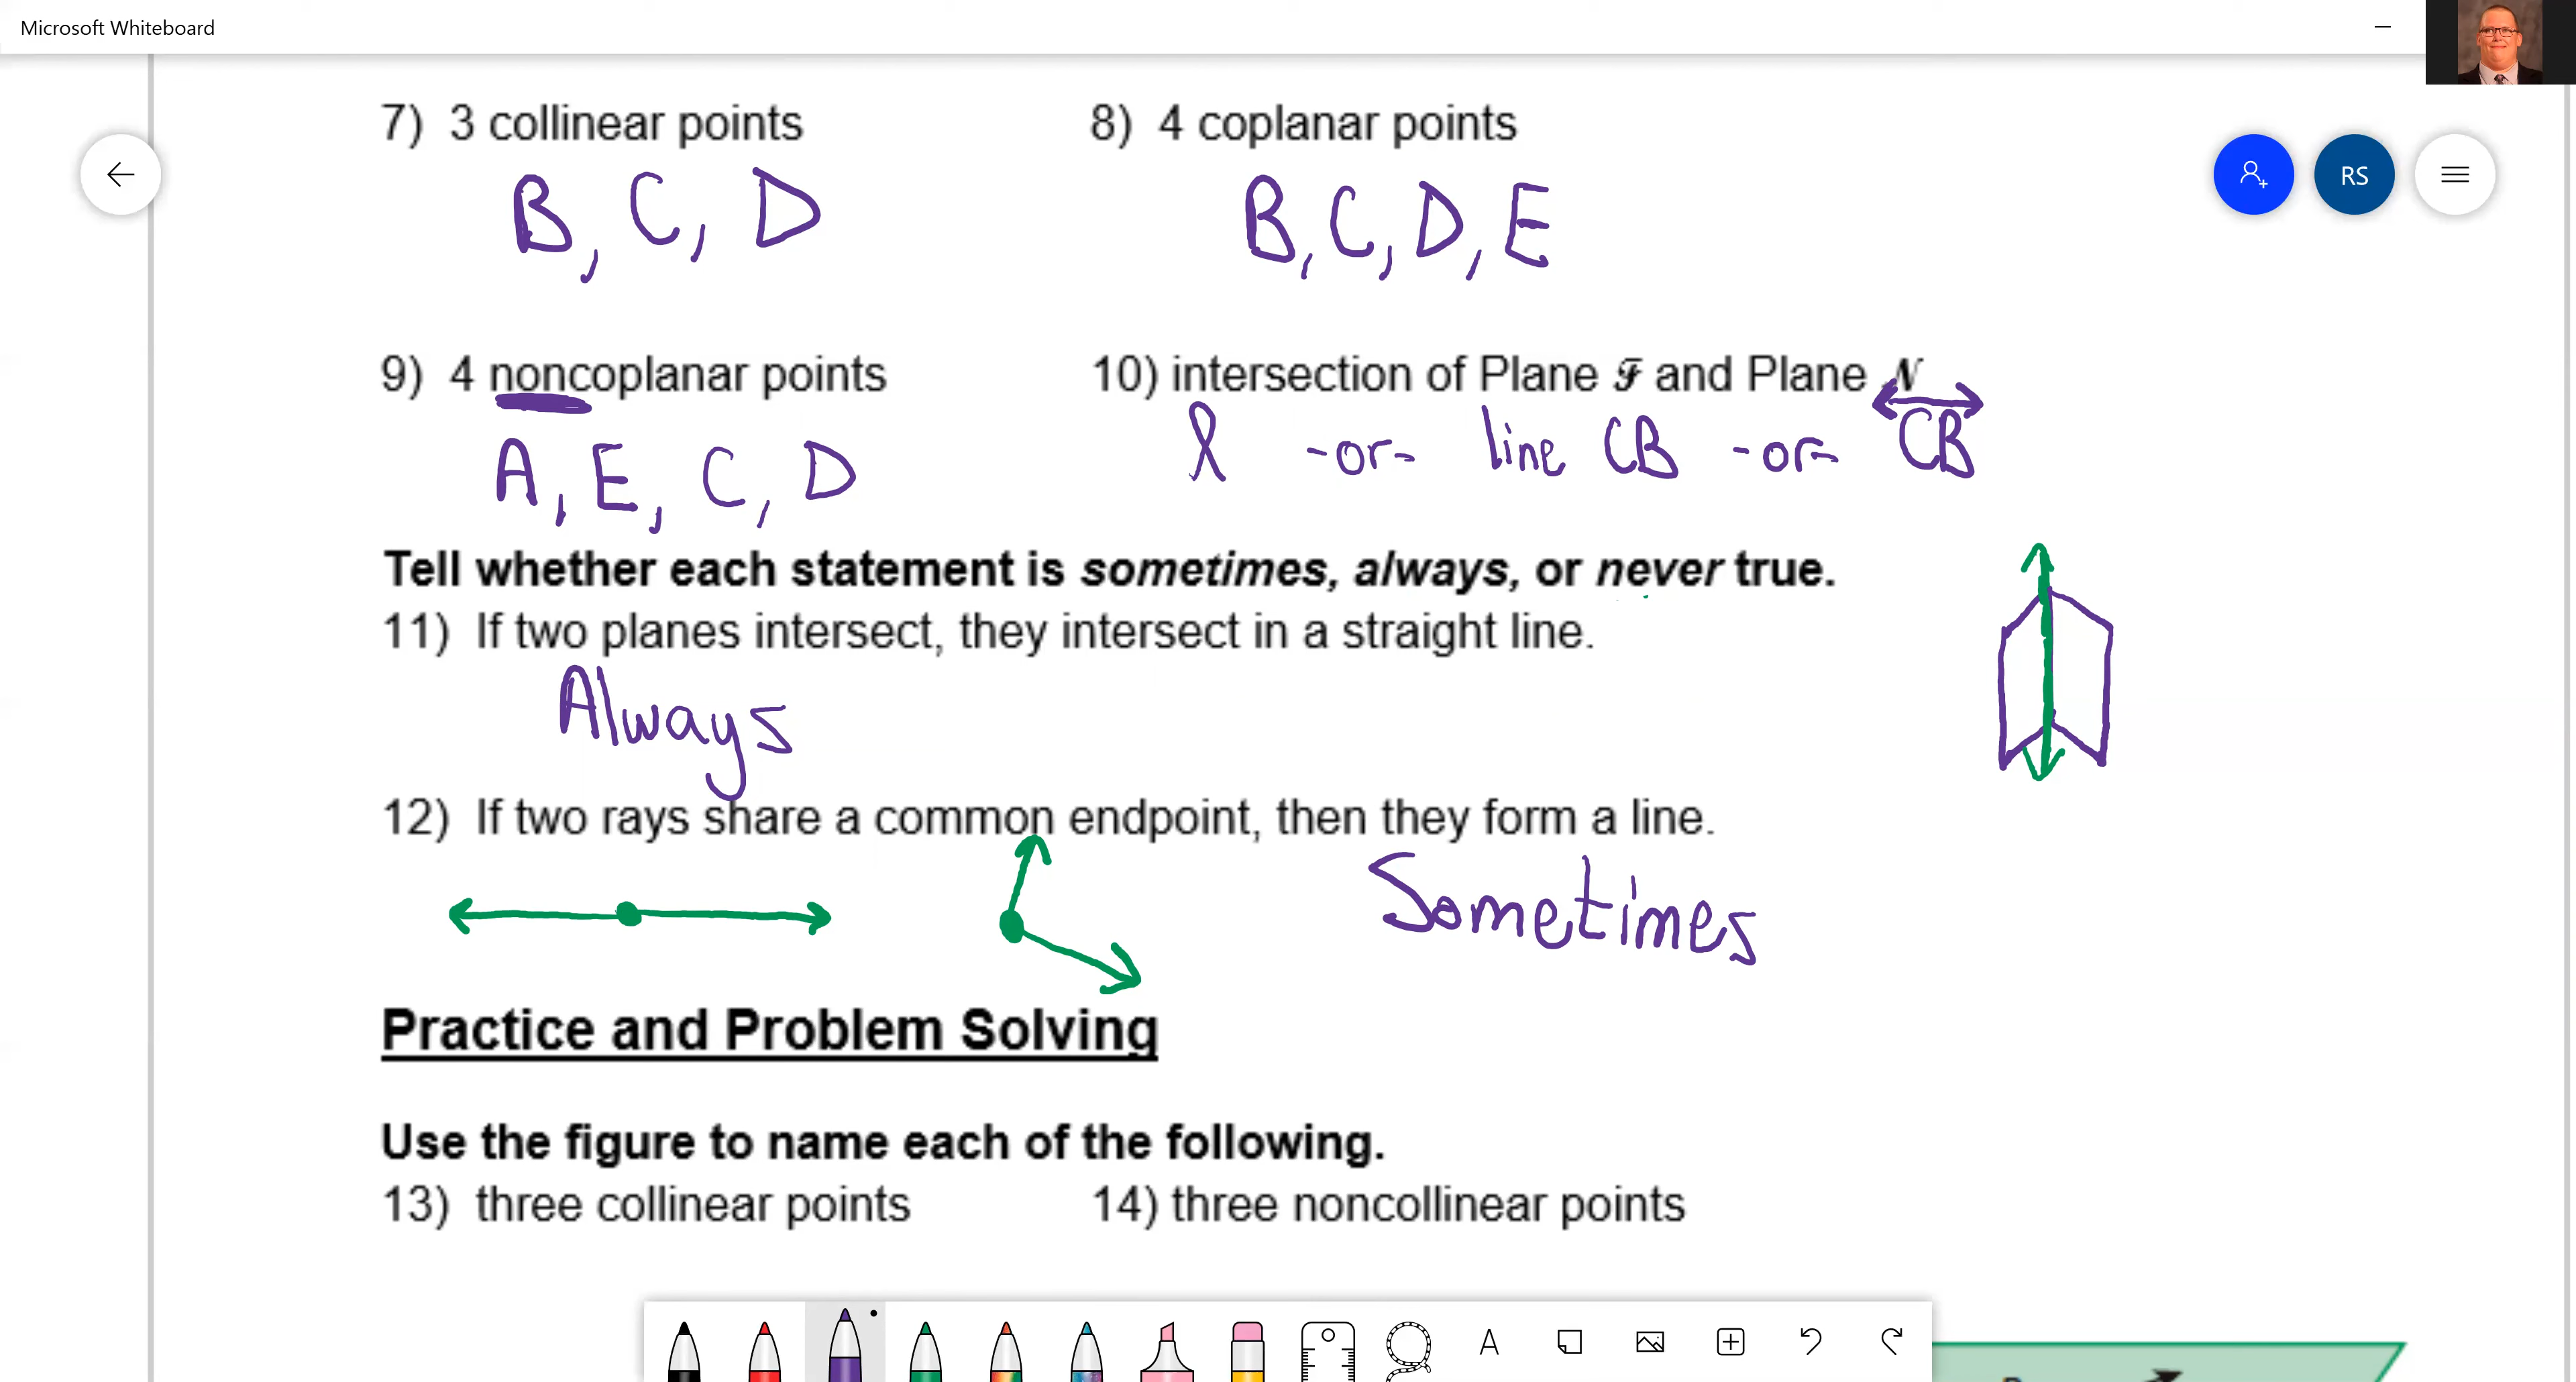 Microsoft Whiteboard
RS
7) 3 collinear points
8) 4 coplanar points
B, C, D
B, C, D, E
9) 4 noncoplanar points
10) intersection of Plane ℱ and Plane 𝒩
A, E, C, D
l -or- line CB -or- CB
Tell whether each statement is sometimes, always, or never true.
11) If two planes intersect, they intersect in a straight line.
Always
12) If two rays share a common endpoint, then they form a line.
Sometimes
Practice and Problem Solving
Use the figure to name each of the following.
13) three collinear points
14) three noncollinear points
A